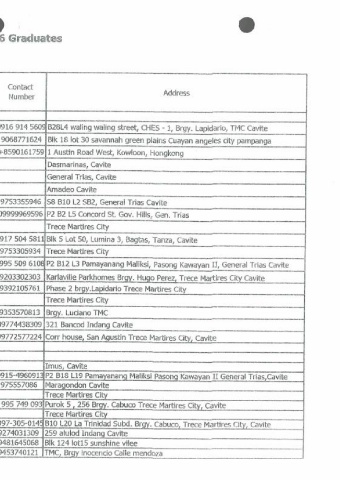 6 Graduates
Contact Number Address
0916 914 5609 B28L4 waling waling street, CHES - 1, Brgy. Lapidario, TMC Cavite
9068771624 Blk 18 lot 30 savannah green plains Cuayan angeles city pampanga
+8590161759 1 Austin Road West, Kowloon, Hongkong
Dasmarinas, Cavite
General Trias, Cavite
Amadeo Cavite
9753355946 S8 B10 L2 SB2, General Trias Cavite
09999969596 P2 B2 L5 Concord St. Gov. Hills, Gen. Trias
Trece Martires City
917 504 5811 Blk 5 Lot 50, Lumina 3, Bagtas, Tanza, Cavite
9753305934 Trece Martires City
995 509 6108 P2 B12 L3 Pamayanang Maliksi, Pasong Kawayan II, General Trias Cavite
9203302303 Karlaville Parkhomes Brgy. Hugo Perez, Trece Martires City Cavite
9392105761 Phase 2 brgy.Lapidario Trece Martires City
Trece Martires City
9353570813 Brgy. Luciano TMC
09774438309 321 Bancod Indang Cavite
09772577224 Corr house, San Agustin Trece Martires City, Cavite
Imus, Cavite
0915-4960913 P2 B18 L19 Pamayanang Maliksi Pasong Kawayan II General Trias,Cavite
975557086 Maragondon Cavite
Trece Martires City
995 749 093 Purok 5 , 256 Brgy. Cabuco Trece Martires City, Cavite
Trece Martires City
997-305-0145 B10 L20 La Trinidad Subd. Brgy. Cabuco, Trece Martires City, Cavite
9274031309 259 alulod Indang Cavite
9481645068 Blk 124 lot15 sunshine vilee
9453740121 TMC, Brgy inocencio Calle mendoza